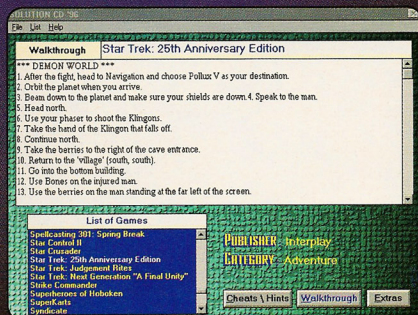 SOLUTION CD '96
File List Help
Walkthrough
Star Trek: 25th Anniversary Edition
*** DEMON WORLD ***
1. After the fight, head to Navigation and choose Pollux V as your destination.
2. Orbit the planet when you arrive.
3. Beam down to the planet and make sure your shields are down.4. Speak to the man.
5. Head north.
6. Use your phaser to shoot the Klingons.
7. Take the hand of the Klingon that falls off.
8. Continue north.
9. Take the berries to the right of the cave entrance.
10. Return to the 'village' (south, south).
11. Go into the bottom building.
12. Use Bones on the injured man.
13. Use the berries on the man standing at the far left of the screen.
List of Games
Spellcasting 301: Spring Break
Star Control II
Star Crusader
Star Trek: 25th Anniversary Edition
Star Trek: Judgement Rites
Star Trek: Next Generation "A Final Unity"
Strike Commander
Superheroes of Hoboken
SuperKarts
Syndicate
PUBLISHER Interplay
CATEGORY Adventure
Cheats \ Hints
Walkthrough
Extras